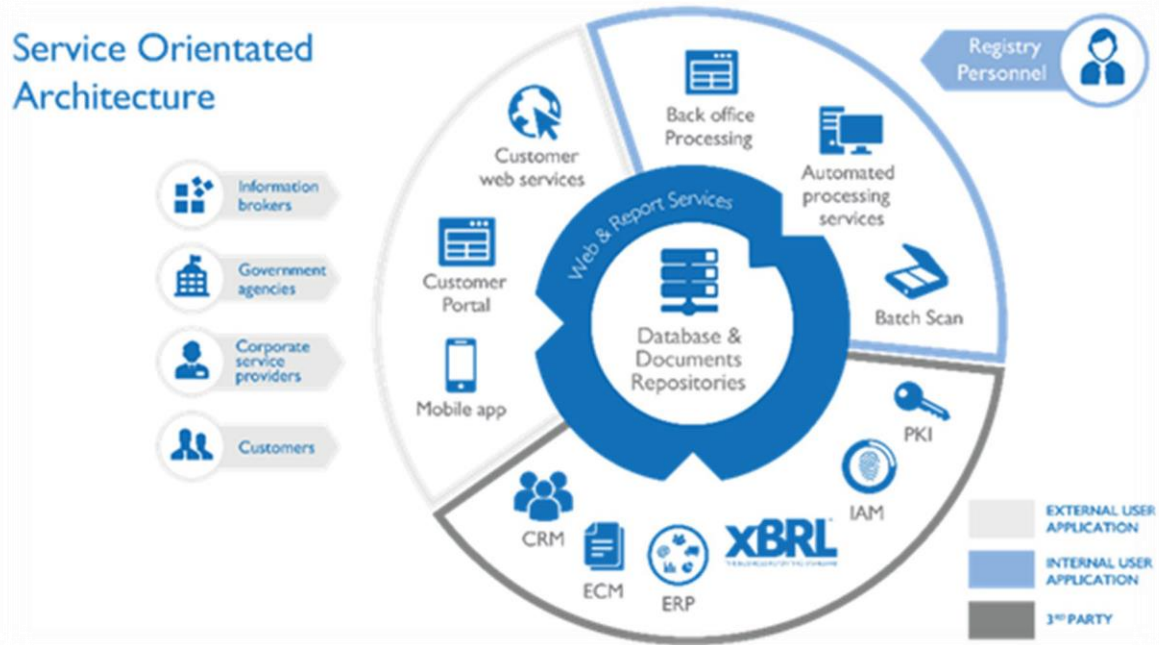 Service Orientated
Architecture
Information
brokers
Government
agencies
Corporate
service
providers
Customers
Customer
web services
Customer
Portal
Mobile app
Back office
Processing
Automated
processing
services
Batch Scan
Registry
Personnel
Web & Report Services
Database &
Documents
Repositories
PKI
IAM
XBRL
ERP
ECM
CRM
EXTERNAL USER
APPLICATION
INTERNAL USER
APPLICATION
3RD PARTY